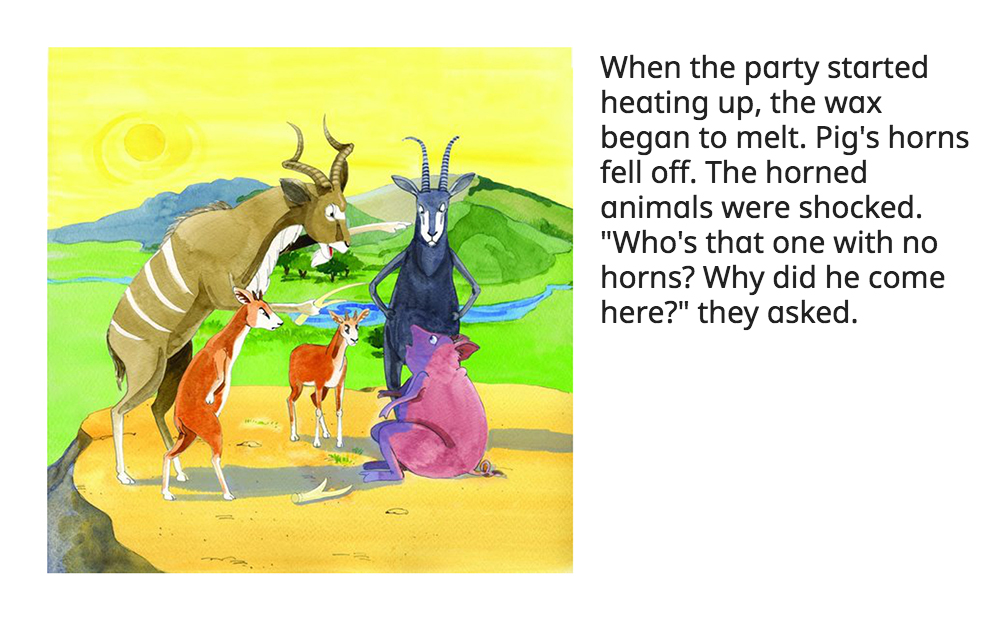 When the party started
heating up, the wax
began to melt. Pig's horns
fell off. The horned
animals were shocked.
"Who's that one with no
horns? Why did he come
here?" they asked.